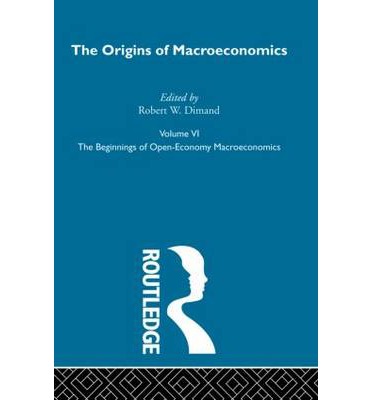 The Origins of Macroeconomics
Edited by
Robert W. Dimand
Volume VI
The Beginnings of Open-Economy Macroeconomics
ROUTLEDGE